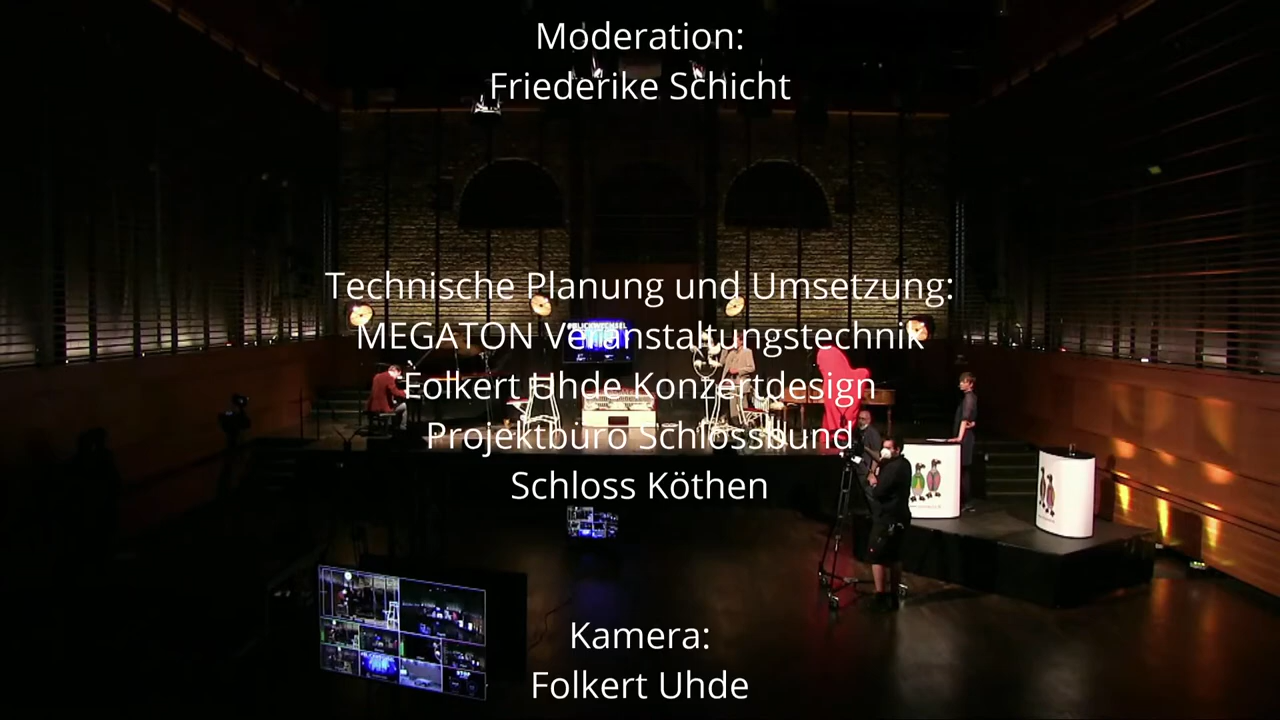 Moderation:
Friederike Schicht
Technische Planung und Umsetzung:
#BLICKWECHSEL
MEGATON Veranstaltungstechnik
Folkert Uhde Konzertdesign
Projektbüro Schlossbund
Schloss Köthen
Kamera:
Folkert Uhde